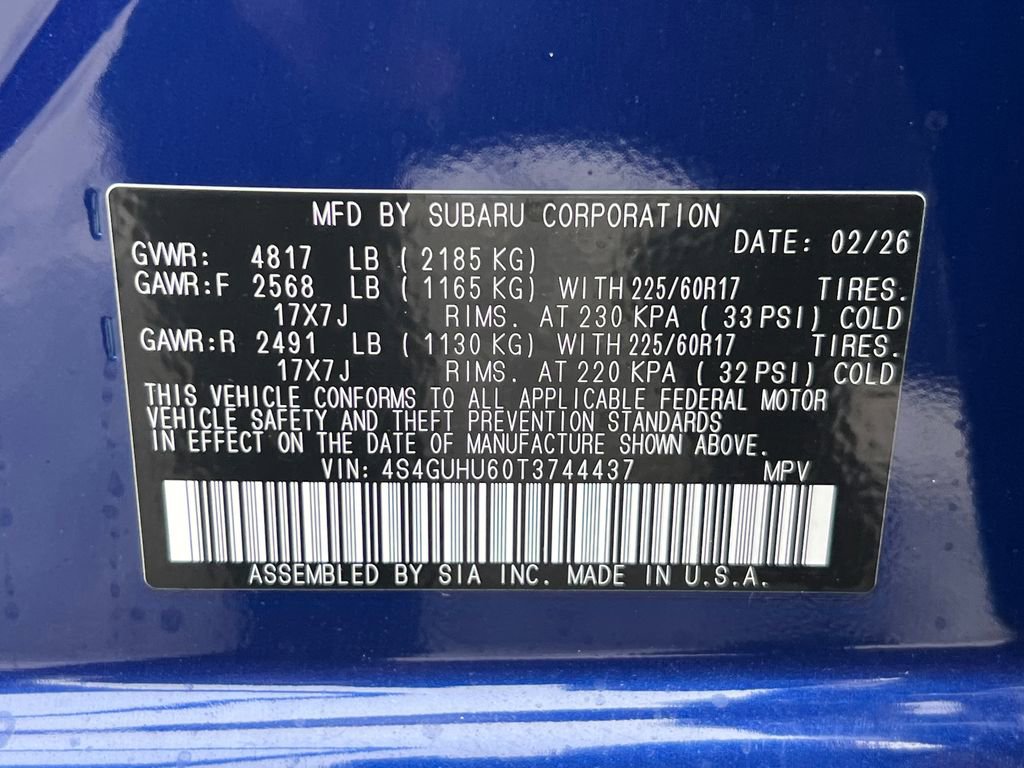 MFD BY SUBARU CORPORATION
DATE: 02/26
GVWR: 4817 LB ( 2185 KG)
GAWR:F 2568 LB ( 1165 KG) WITH 225/60R17 TIRES.
17X7J RIMS. AT 230 KPA ( 33 PSI) COLD
GAWR:R 2491 LB ( 1130 KG) WITH 225/60R17 TIRES.
17X7J RIMS. AT 220 KPA ( 32 PSI) COLD
THIS VEHICLE CONFORMS TO ALL APPLICABLE FEDERAL MOTOR
VEHICLE SAFETY AND THEFT PREVENTION STANDARDS
IN EFFECT ON THE DATE OF MANUFACTURE SHOWN ABOVE.
VIN: 4S4GUHU60T3744437 MPV
ASSEMBLED BY SIA INC. MADE IN U.S.A.